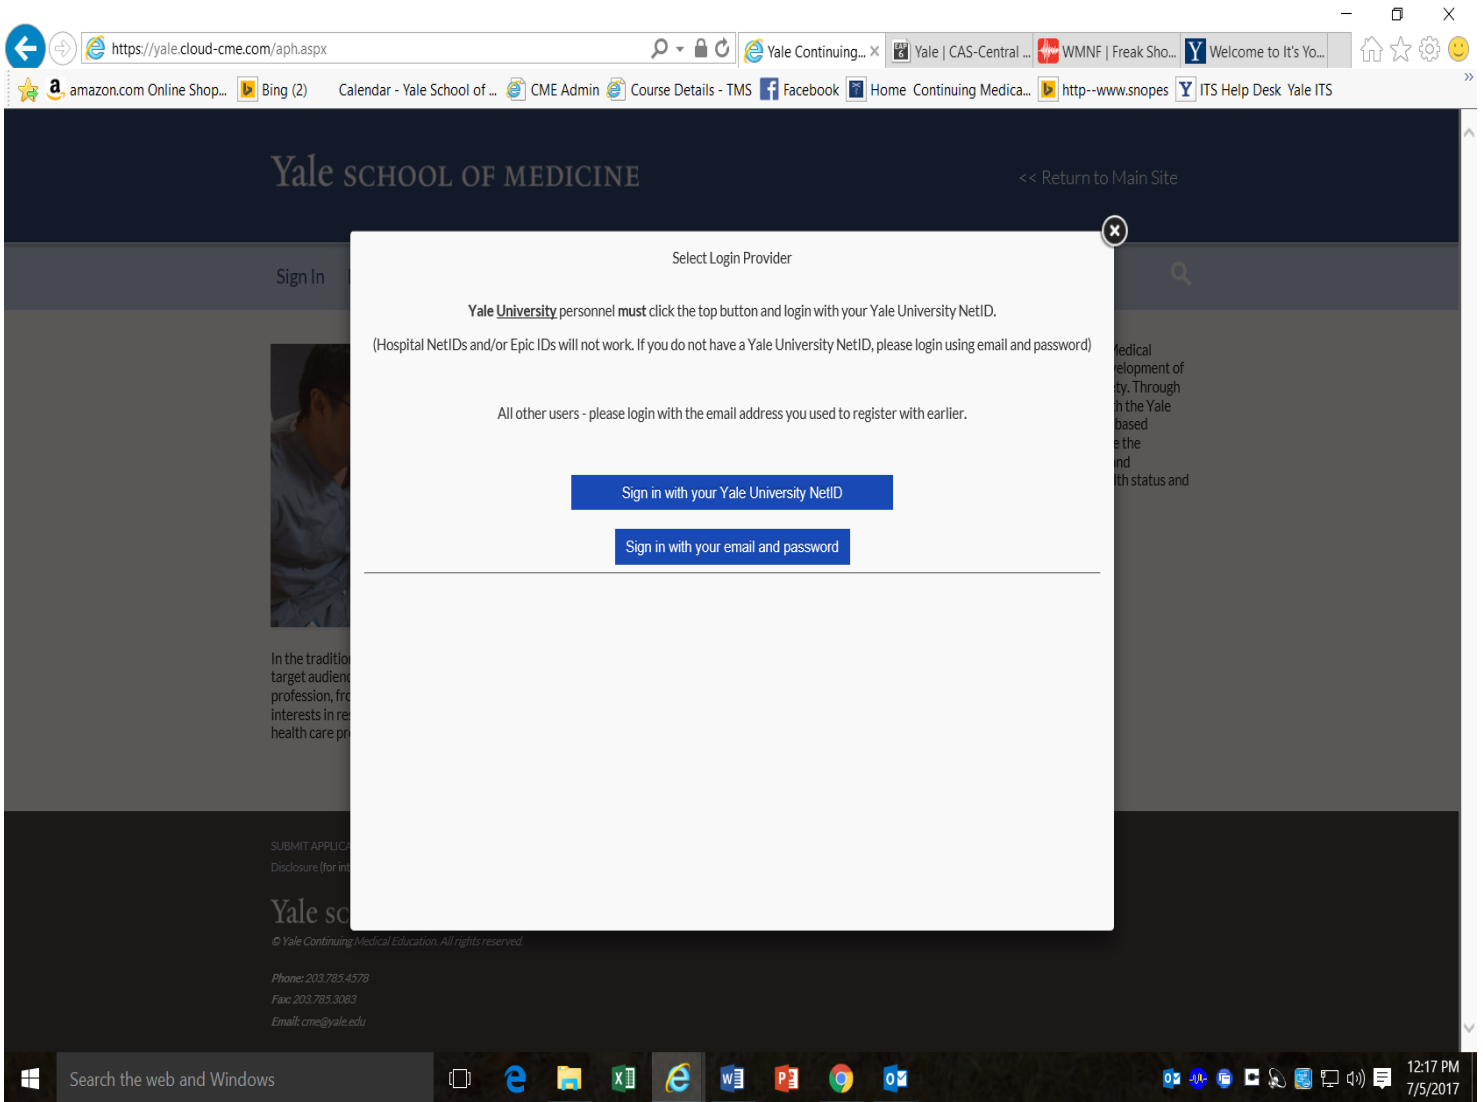 https://yale.cloud-cme.com/aph.aspx
Yale Continuing...
Yale | CAS-Central ...
WMNF | Freak Sho...
Y Welcome to It's Yo...
amazon.com Online Shop...
Bing (2)
Calendar - Yale School of ...
CME Admin
Course Details - TMS
Facebook
Home Continuing Medica...
http--www.snopes
Y ITS Help Desk Yale ITS
Yale SCHOOL OF MEDICINE
<< Return to Main Site
Sign In
Select Login Provider
Yale University personnel must click the top button and login with your Yale University NetID.
(Hospital NetIDs and/or Epic IDs will not work. If you do not have a Yale University NetID, please login using email and password)
All other users - please login with the email address you used to register with earlier.
Sign in with your Yale University NetID
Sign in with your email and password
ty. Through
h the Yale
based
e the
nd
lth status and
In the tradition
target audien
profession, fro
interests in re
health care pr
SUBMIT APPLICA
Disclosure (for int
Yale SC
© Yale Continuing Medical Education. All rights reserved.
Phone: 203.785.4578
Fax: 203.785.3083
Email: cme@yale.edu
Search the web and Windows
12:17 PM
7/5/2017